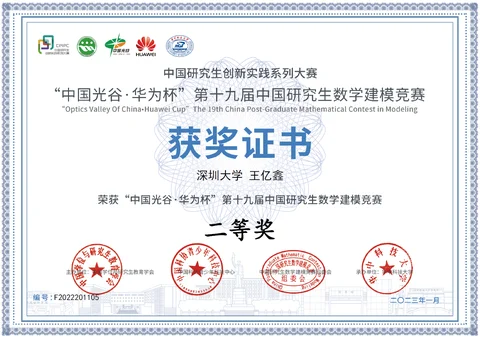 CPIPC
中国光谷
HUAWEI
中国研究生创新实践系列大赛
“中国光谷·华为杯”第十九届中国研究生数学建模竞赛
"Optics Valley Of China-Huawei Cup" The 19th China Post-Graduate Mathematical Contest in Modeling
获奖证书
深圳大学 王亿鑫
荣获“中国光谷·华为杯”第十九届中国研究生数学建模竞赛
二等奖
编号：F2022201105
二〇二三年一月